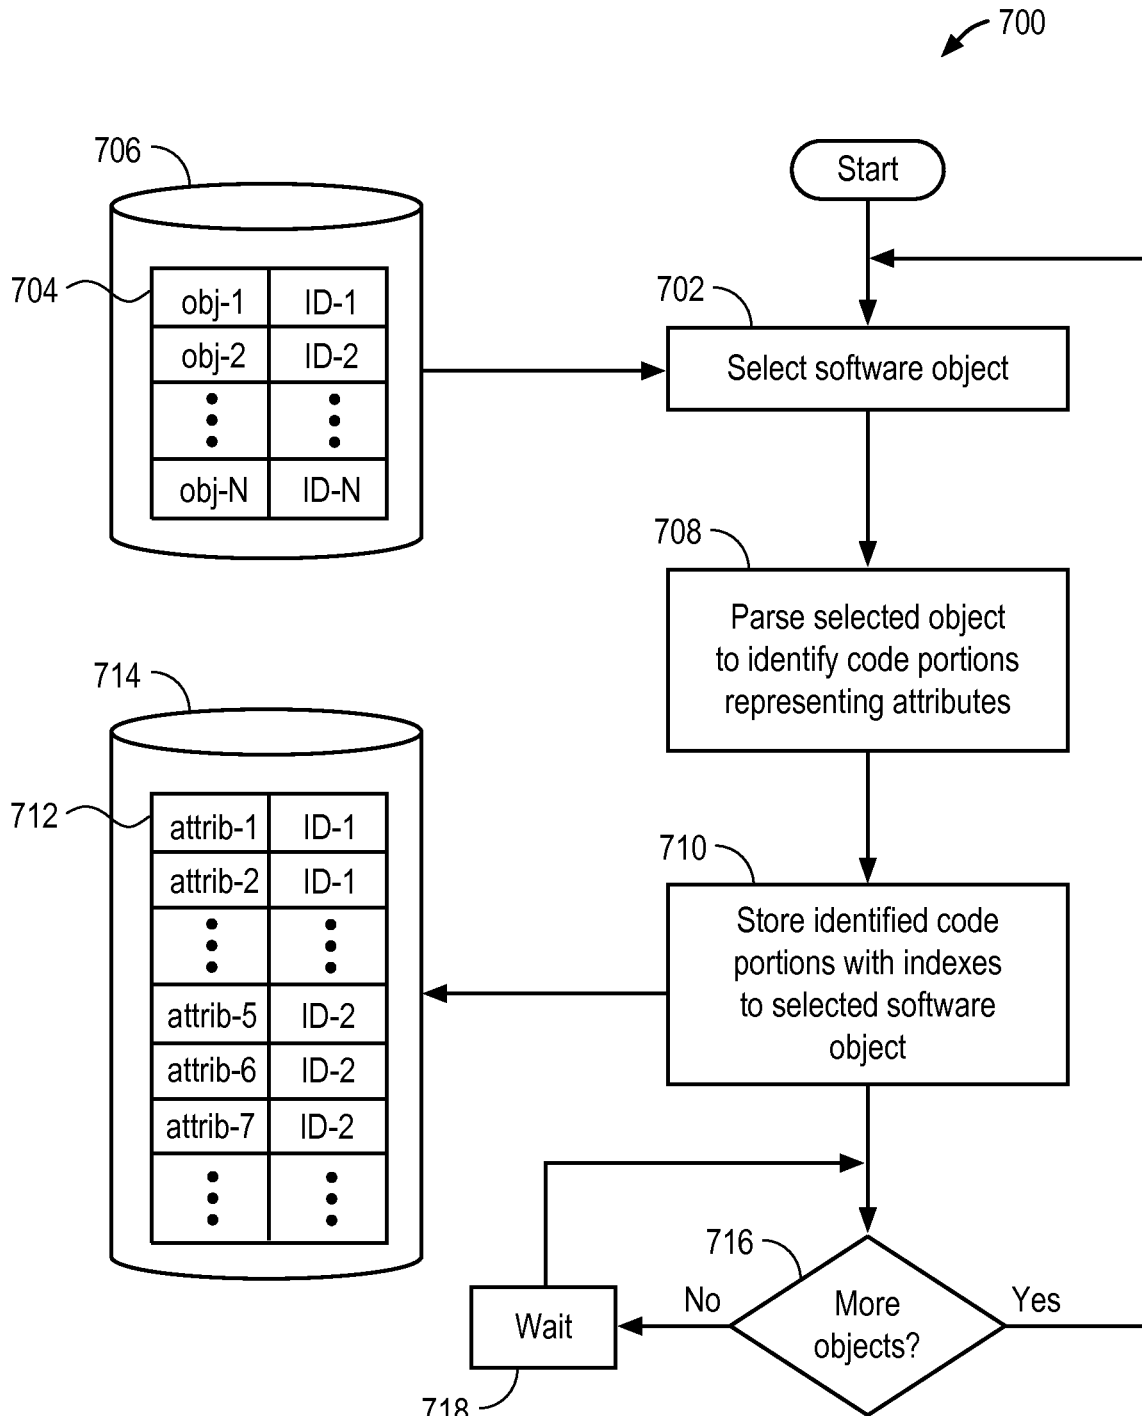 700
706
Start
704
obj-1 ID-1
obj-2 ID-2
obj-N ID-N
702
Select software object
708
Parse selected object
to identify code portions
representing attributes
714
712
attrib-1 ID-1
attrib-2 ID-1
attrib-5 ID-2
attrib-6 ID-2
attrib-7 ID-2
710
Store identified code
portions with indexes
to selected software
object
716
More
objects?
No
Yes
Wait
718